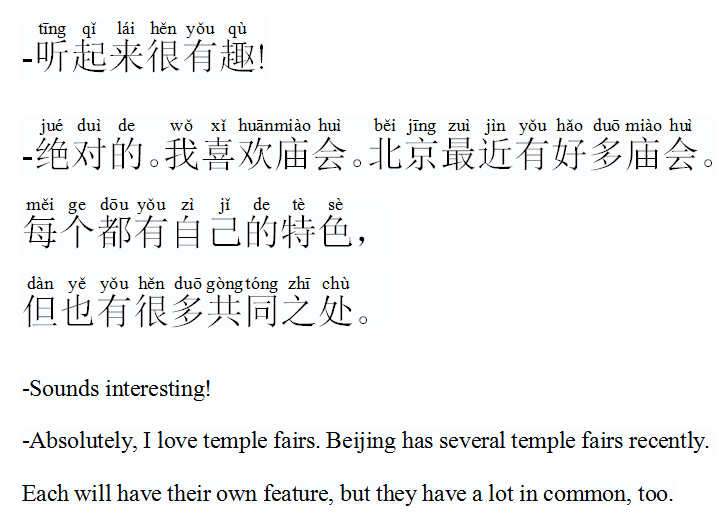 tīng qǐ lái hěn yǒu qù
-听起来很有趣!
jué duì de wǒ xǐ huānmiào huì běi jīng zuì jìn yǒu hǎo duō miào huì
-绝对的。我喜欢庙会。北京最近有好多庙会。
měi ge dōu yǒu zì jǐ de tè sè
每个都有自己的特色，
dàn yě yǒu hěn duō gòng tóng zhī chù
但也有很多共同之处。
-Sounds interesting!
-Absolutely, I love temple fairs. Beijing has several temple fairs recently.
Each will have their own feature, but they have a lot in common, too.